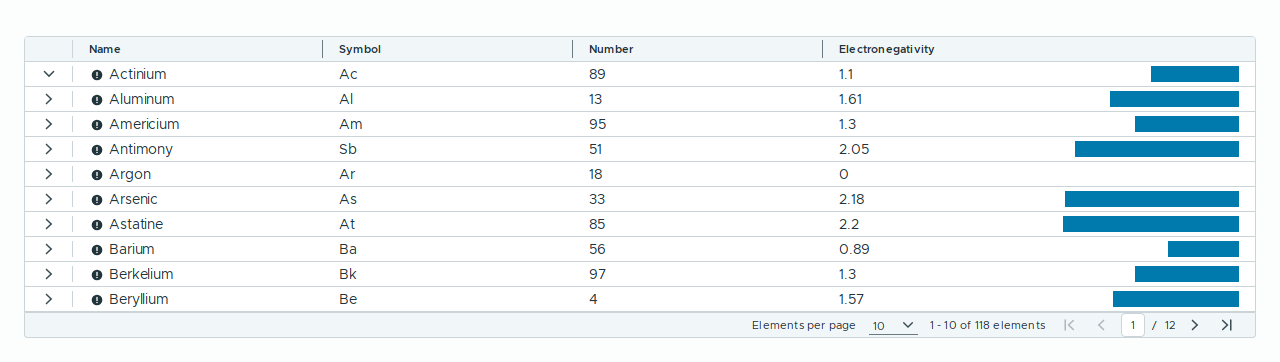 Name Symbol Number Electronegativity
Actinium Ac 89 1.1
Aluminum Al 13 1.61
Americium Am 95 1.3
Antimony Sb 51 2.05
Argon Ar 18 0
Arsenic As 33 2.18
Astatine At 85 2.2
Barium Ba 56 0.89
Berkelium Bk 97 1.3
Beryllium Be 4 1.57
Elements per page 10 1 - 10 of 118 elements 1 / 12